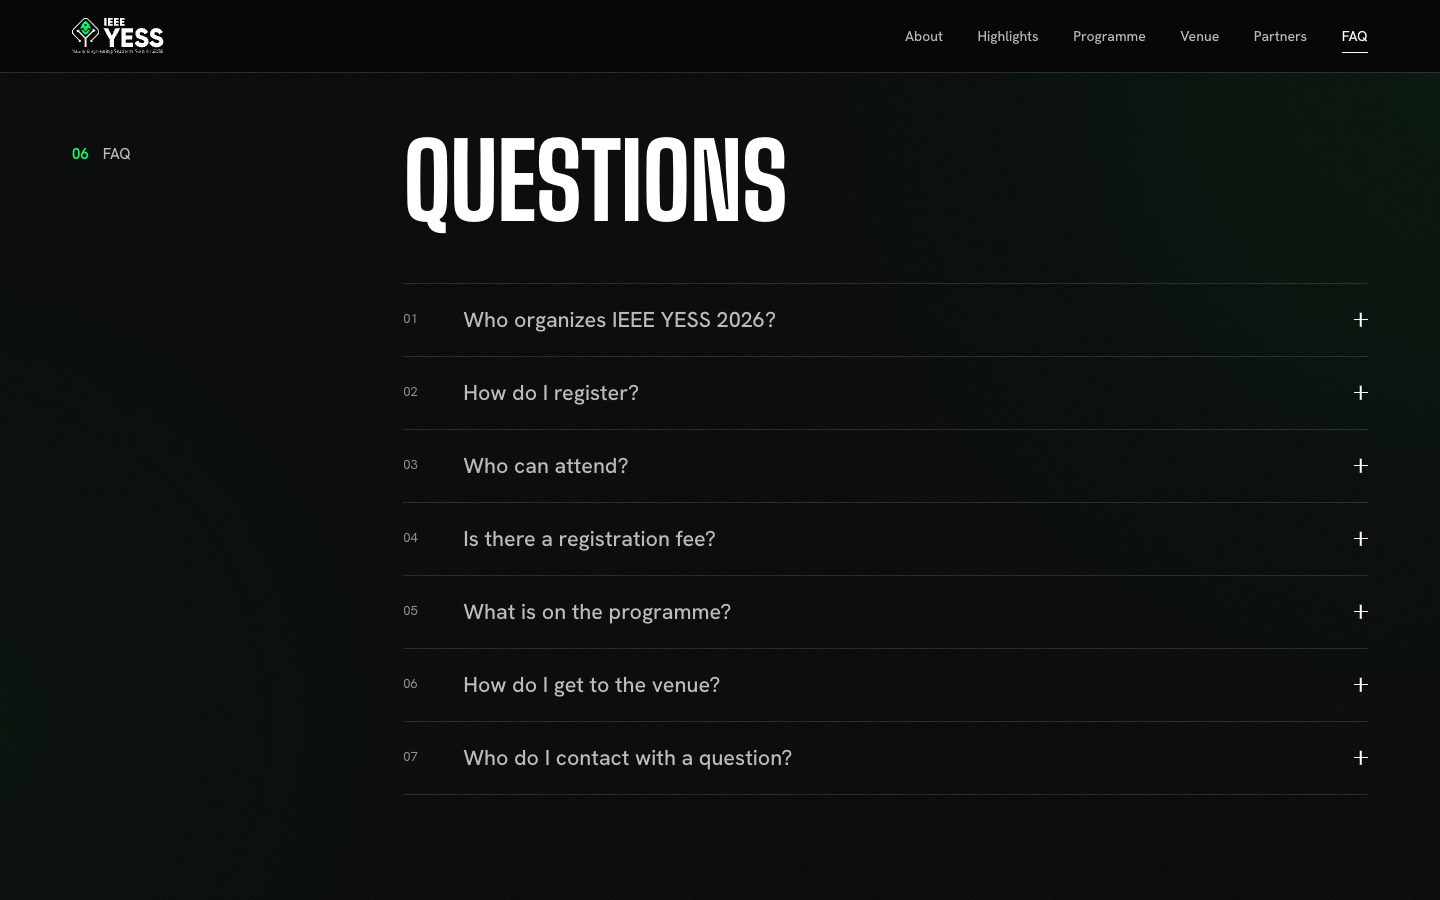 IEEE
YESS
About
Highlights
Programme
Venue
Partners
FAQ
06 FAQ
QUESTIONS
01 Who organizes IEEE YESS 2026?
02 How do I register?
03 Who can attend?
04 Is there a registration fee?
05 What is on the programme?
06 How do I get to the venue?
07 Who do I contact with a question?